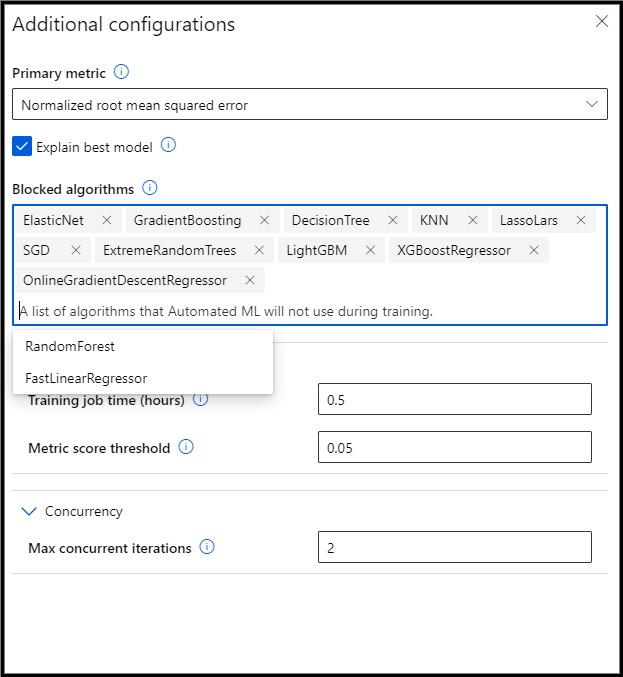 Additional configurations
Primary metric
Normalized root mean squared error
Explain best model
Blocked algorithms
ElasticNet GradientBoosting DecisionTree KNN LassoLars
SGD ExtremeRandomTrees LightGBM XGBoostRegressor
OnlineGradientDescentRegressor
A list of algorithms that Automated ML will not use during training.
RandomForest
FastLinearRegressor
Training job time (hours) 0.5
Metric score threshold 0.05
Concurrency
Max concurrent iterations 2